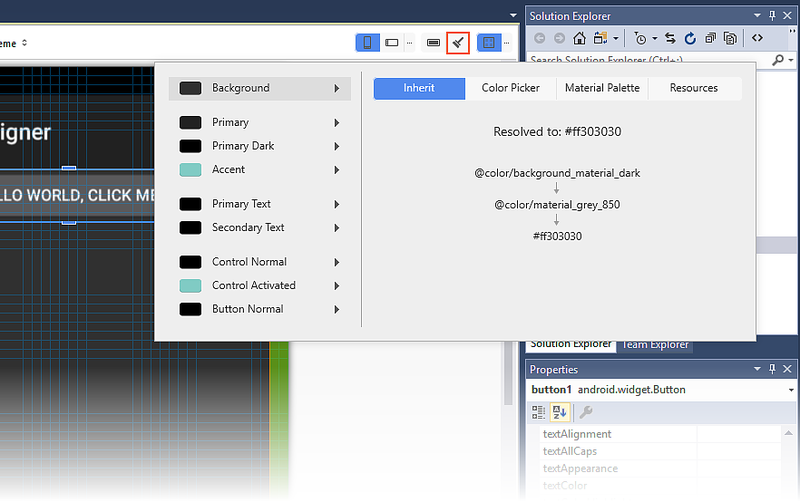 eme
Solution Explorer
Search Solution Explorer (Ctrl+;)
igner
LLO WORLD, CLICK ME
Background
Primary
Primary Dark
Accent
Primary Text
Secondary Text
Control Normal
Control Activated
Button Normal
Inherit Color Picker Material Palette Resources
Resolved to: #ff303030
@color/background_material_dark
@color/material_grey_850
#ff303030
Solution Explorer Team Explorer
Properties
button1 android.widget.Button
textAlignment
textAllCaps
textAppearance
textColor